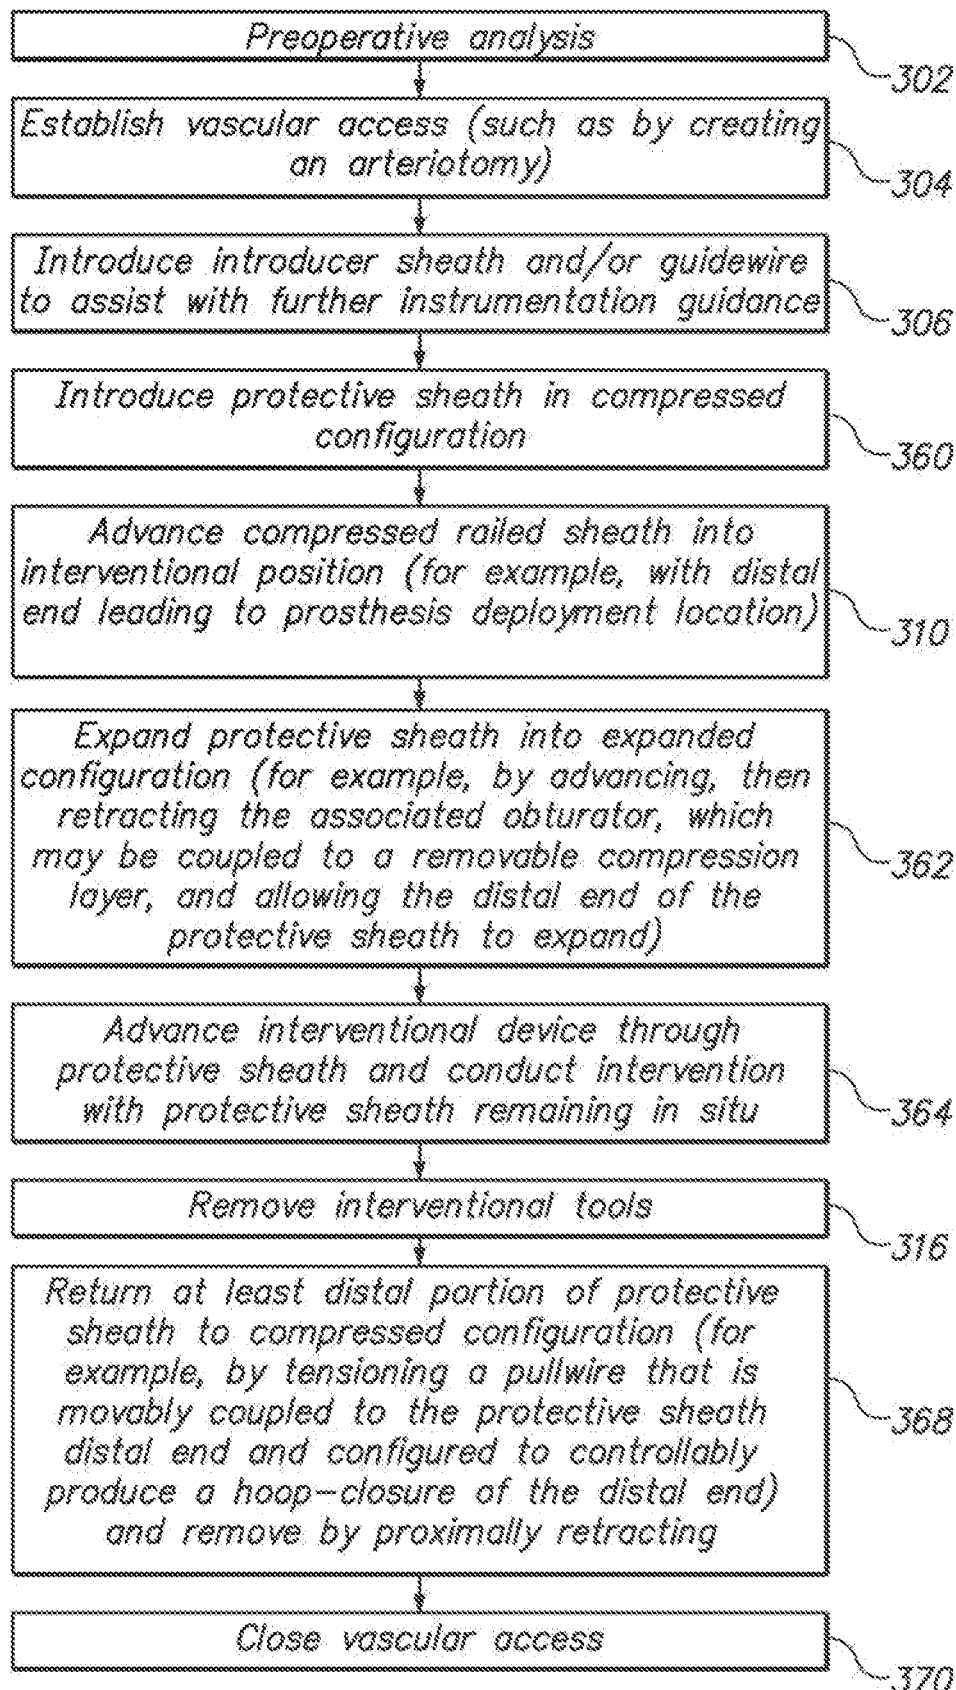 Preoperative analysis
302
Establish vascular access (such as by creating
an arteriotomy)
304
Introduce introducer sheath and/or guidewire
to assist with further instrumentation guidance
306
Introduce protective sheath in compressed
configuration
360
Advance compressed railed sheath into
interventional position (for example, with distal
end leading to prosthesis deployment location)
310
Expand protective sheath into expanded
configuration (for example, by advancing, then
retracting the associated obturator, which
may be coupled to a removable compression
layer, and allowing the distal end of the
protective sheath to expand)
362
Advance interventional device through
protective sheath and conduct intervention
with protective sheath remaining in situ
364
Remove interventional tools
316
Return at least distal portion of protective
sheath to compressed configuration (for
example, by tensioning a pullwire that is
movably coupled to the protective sheath
distal end and configured to controllably
produce a hoop-closure of the distal end)
and remove by proximally retracting
368
Close vascular access
370